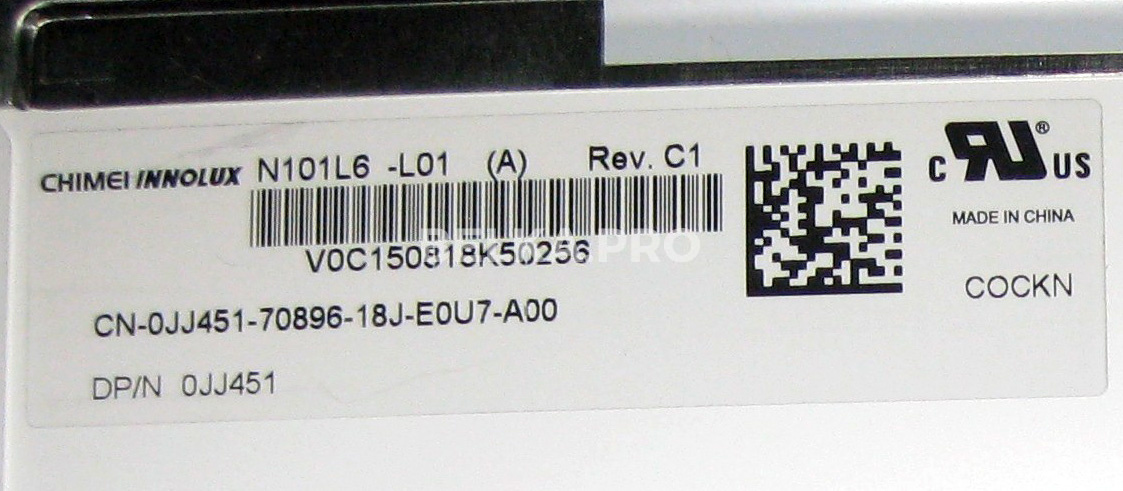 CHIMEI INNOLUX N101L6 -L01 (A) Rev. C1
V0C150818K50256
CN-0JJ451-70896-18J-E0U7-A00
DP/N 0JJ451
C RU® US
MADE IN CHINA
COCKN